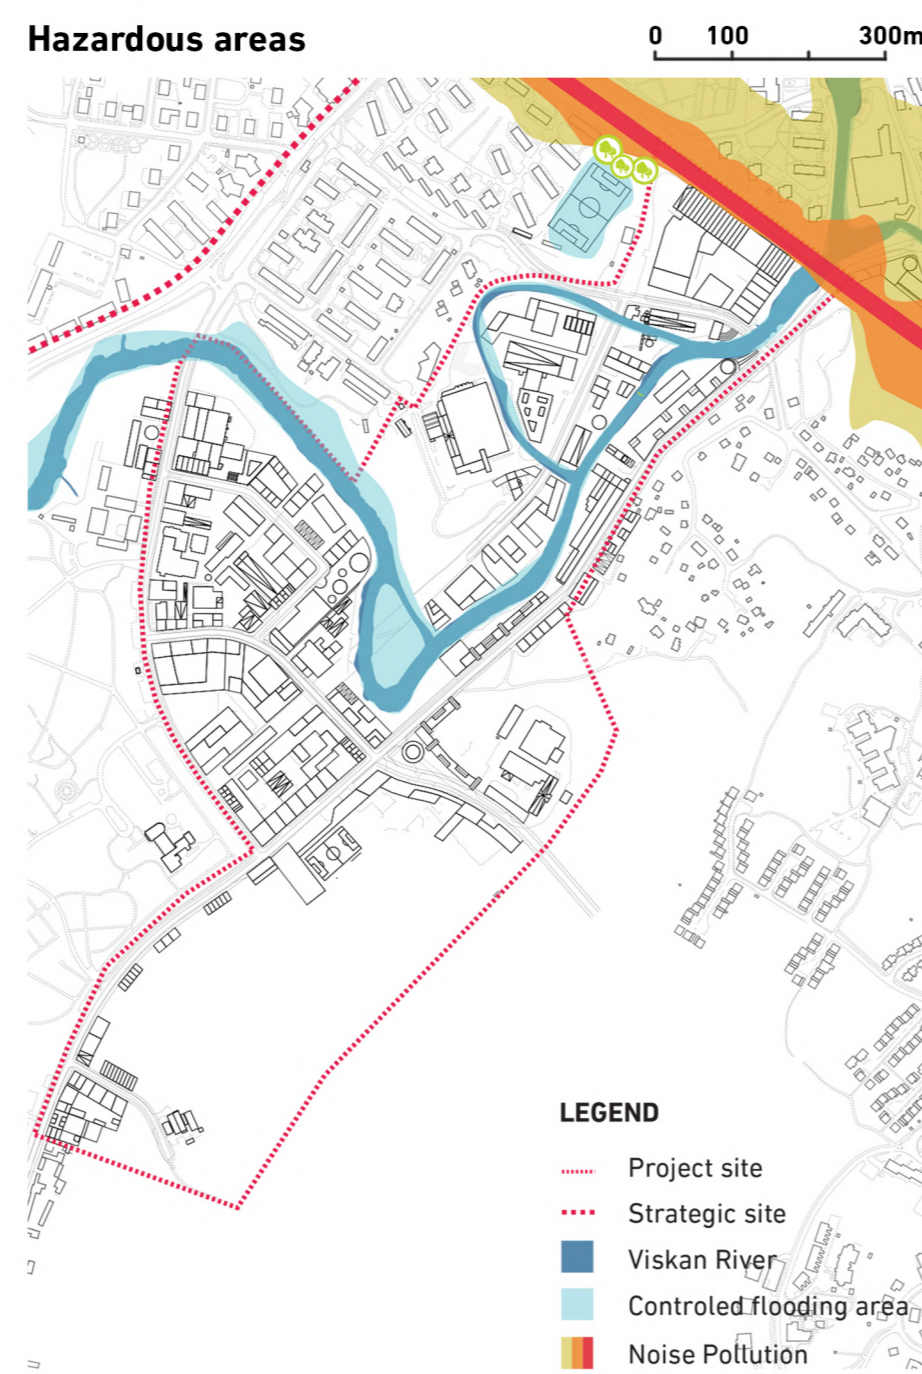 Hazardous areas
0 100 300m
LEGEND
Project site
Strategic site
Viskan River
Controled flooding area
Noise Pollution